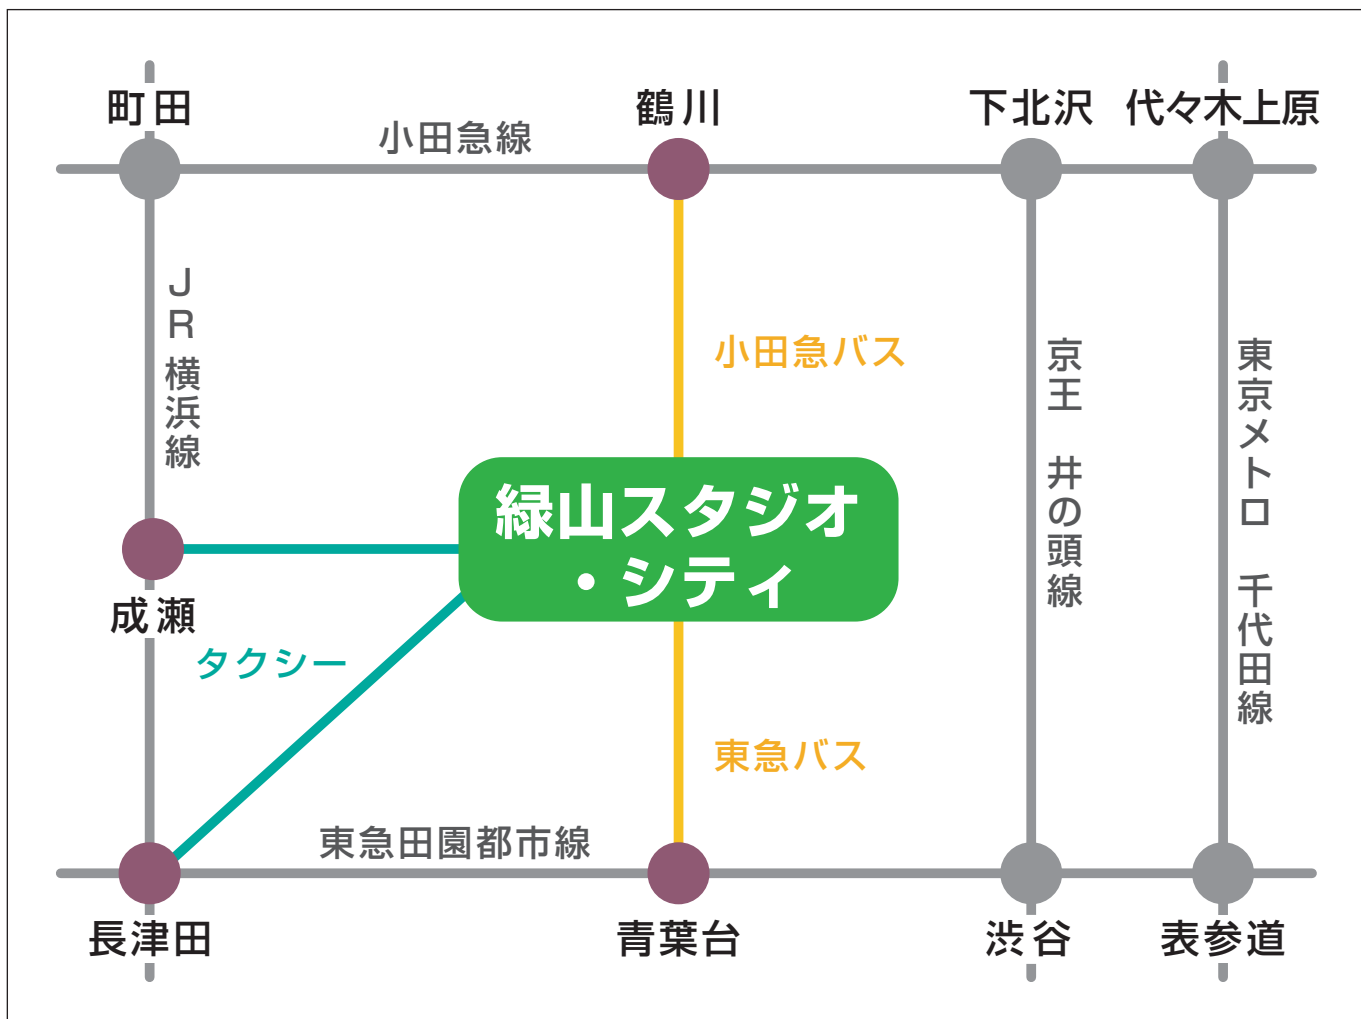 町田
鶴川
下北沢
代々木上原
小田急線
JR横浜線
小田急バス
京王 井の頭線
東京メトロ 千代田線
緑山スタジオ
・シティ
成瀬
タクシー
東急バス
東急田園都市線
長津田
青葉台
渋谷
表参道